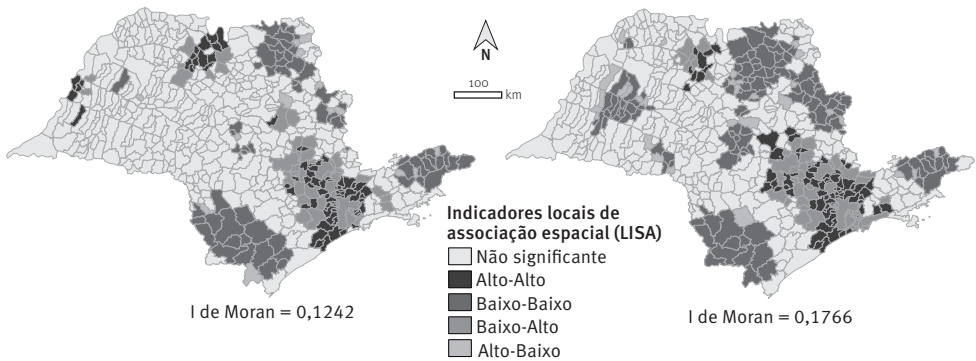 N
100
km
Indicadores locais de
associação espacial (LISA)
Não significante
Alto-Alto
Baixo-Baixo
Baixo-Alto
Alto-Baixo
I de Moran = 0,1242
I de Moran = 0,1766